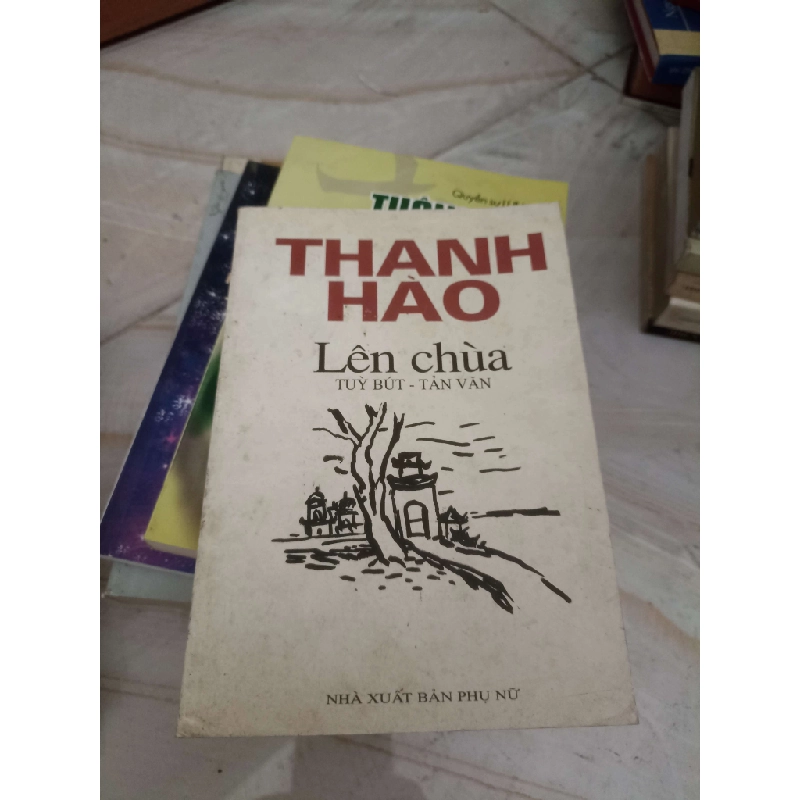 THANH
HÀO
Lên chùa
TUỲ BÚT - TẢN VĂN
NHÀ XUẤT BẢN PHỤ NỮ